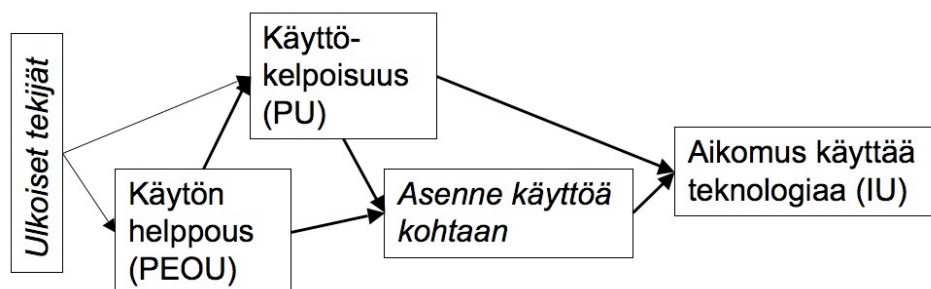 Ulkoiset tekijät
Käyttö-
kelpoisuus
(PU)
Käytön
helppous
(PEOU)
Asenne käyttöä
kohtaan
Aikomus käyttää
teknologiaa (IU)